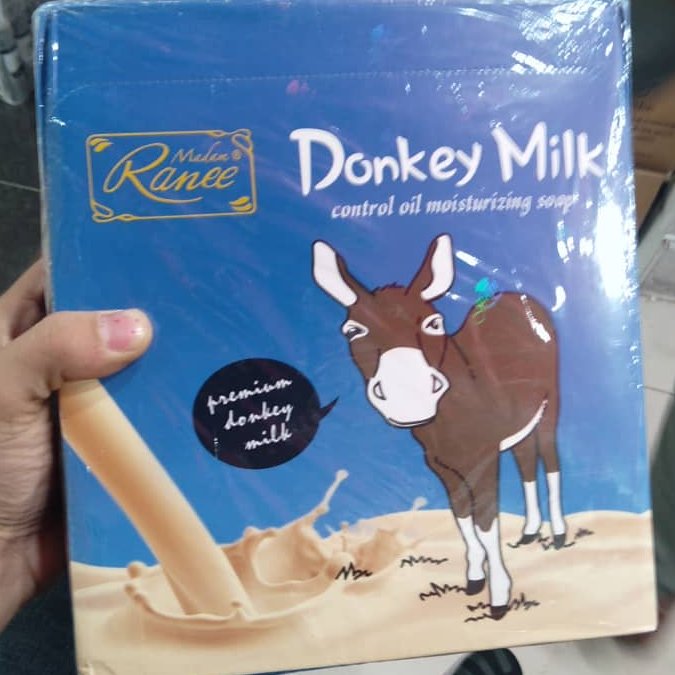 Madam ®
Ranee
Donkey Milk
control oil moisturizing soap
premium
donkey
milk